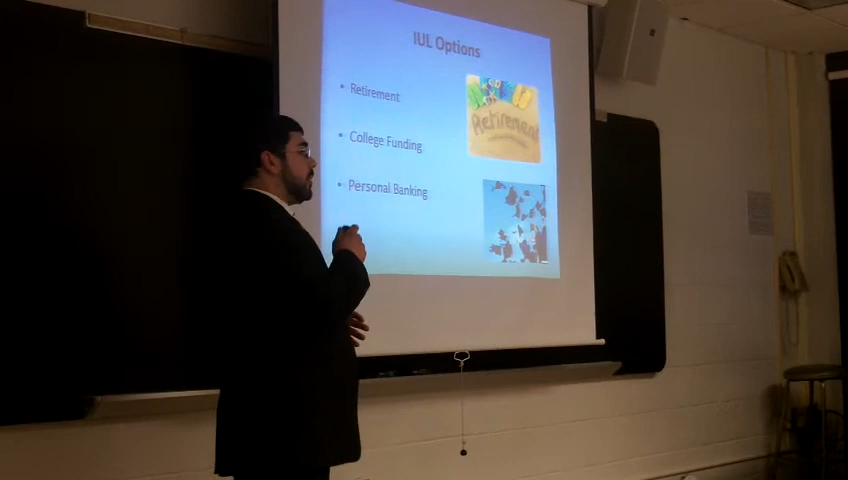 IUL Options
• Retirement
• College Funding
• Personal Banking
Retirement